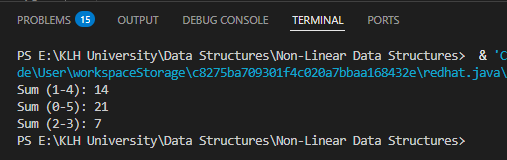 PROBLEMS 15 OUTPUT DEBUG CONSOLE TERMINAL PORTS
PS E:\KLH University\Data Structures\Non-Linear Data Structures> & 'C
de\User\workspaceStorage\c8275ba709301f4c020a7bbaa168432e\redhat.java\
Sum (1-4): 14
Sum (0-5): 21
Sum (2-3): 7
PS E:\KLH University\Data Structures\Non-Linear Data Structures>